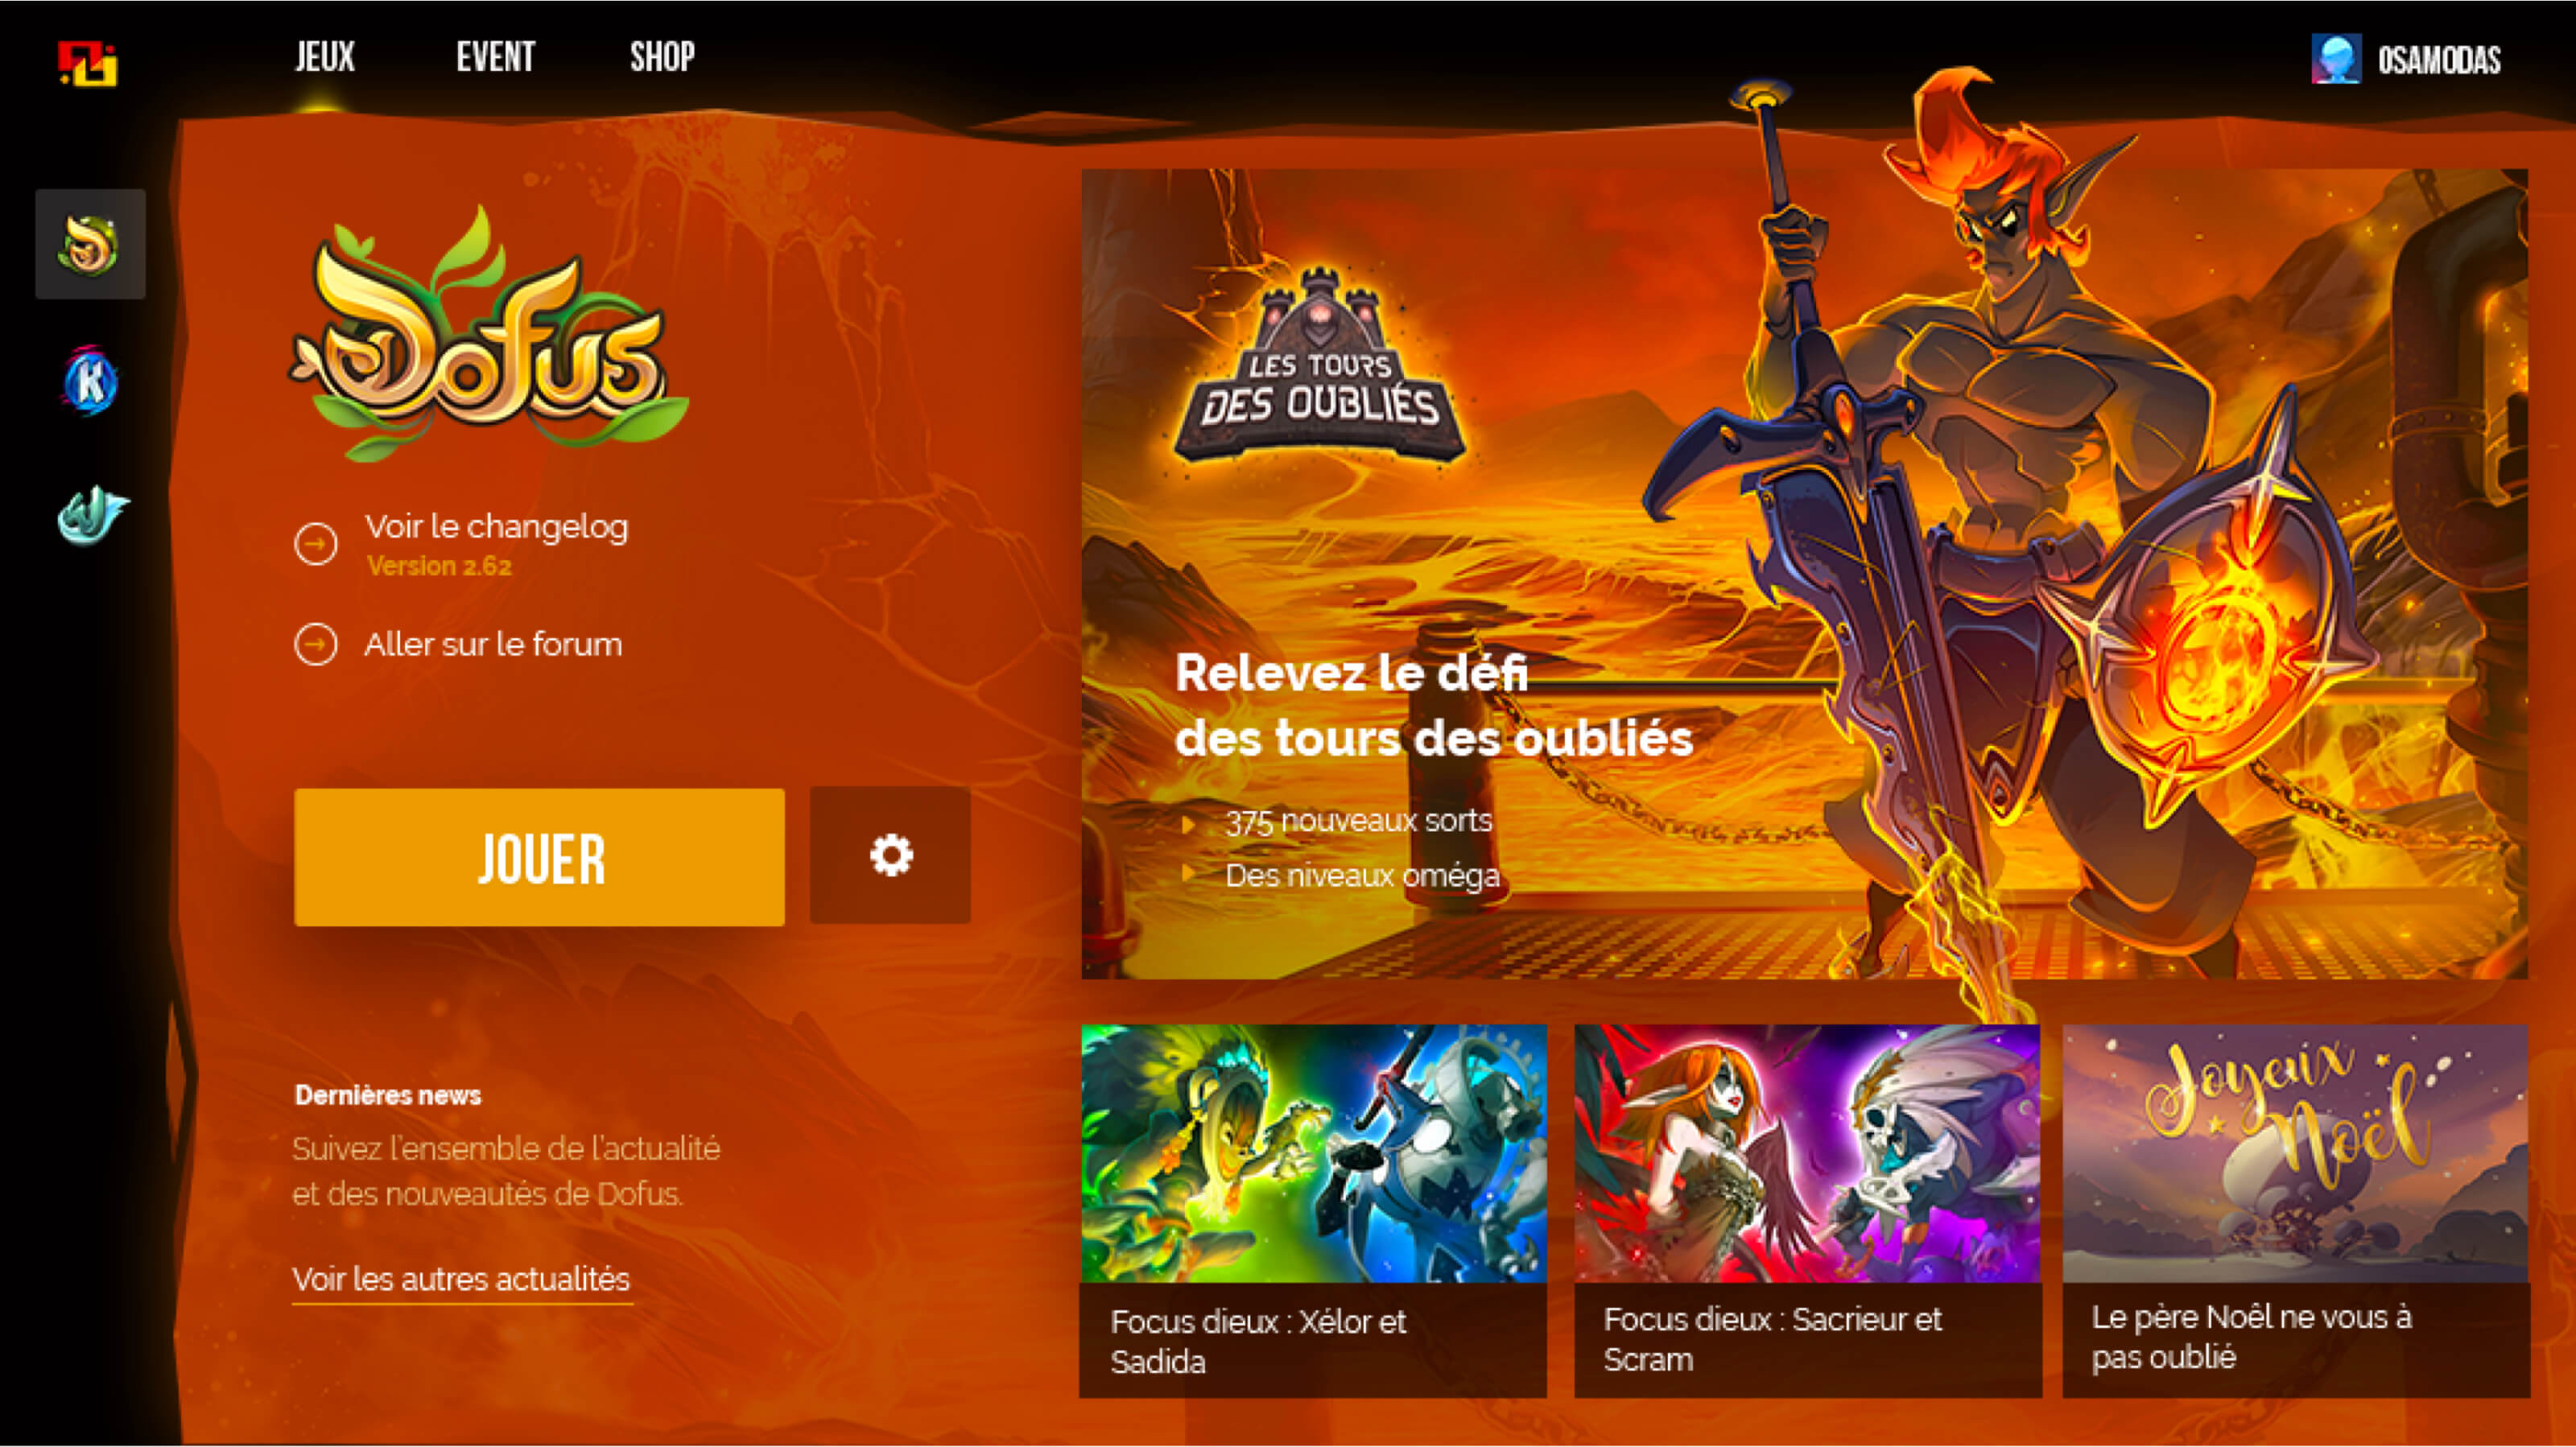 JEUX
EVENT
SHOP
OSAMODAS
Dofus
Voir le changelog
Version 2.62
Aller sur le forum
JOUER
LES TOURS
DES OUBLIÉS
Relevez le défi
des tours des oubliés
375 nouveaux sorts
Des niveaux oméga
Dernières news
Suivez l'ensemble de l'actualité
et des nouveautés de Dofus.
Voir les autres actualités
K
Focus dieux : Xélor et
Sadida
Focus dieux : Sacrieur et
Scram
Joyeux
Noël
Le père Noêl ne vous à
pas oublié